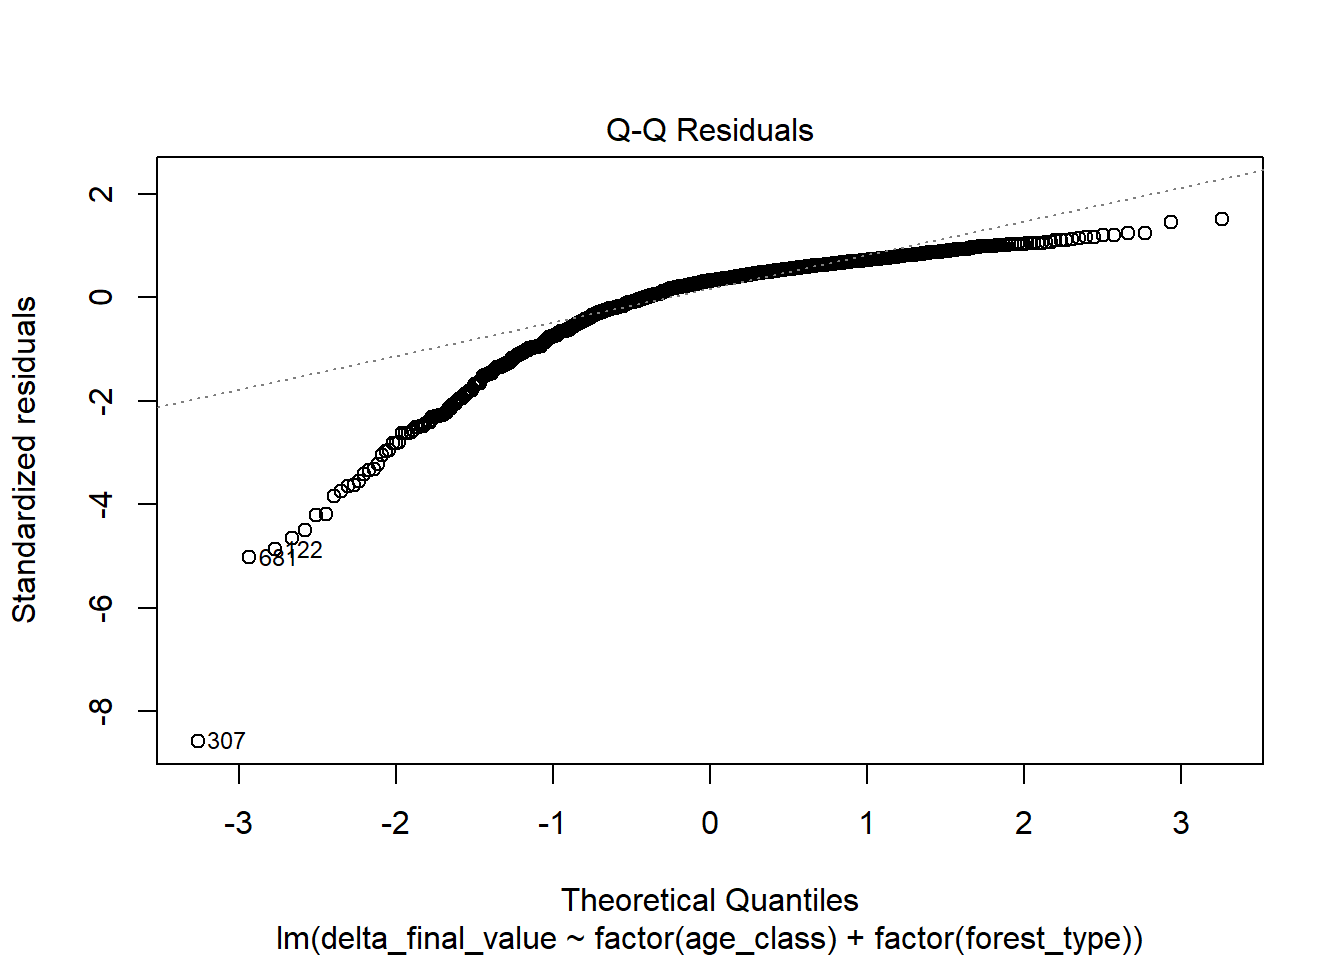 Q-Q Residuals
Standardized residuals
2
0
-2
-4
-6
-8
681
122
307
-3 -2 -1 0 1 2 3
Theoretical Quantiles
lm(delta_final_value ~ factor(age_class) + factor(forest_type))